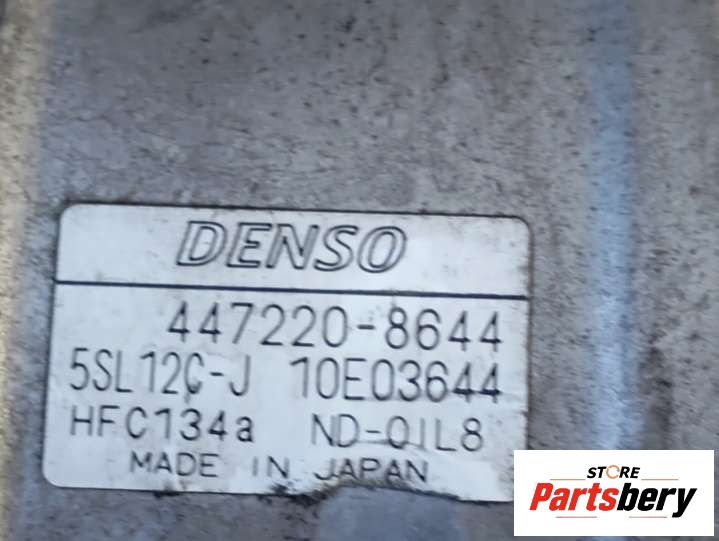 DENSO
447220-8644
5SL12C-J 10E03644
HFC134a ND-OIL8
MADE IN JAPAN
STORE
Partsbery